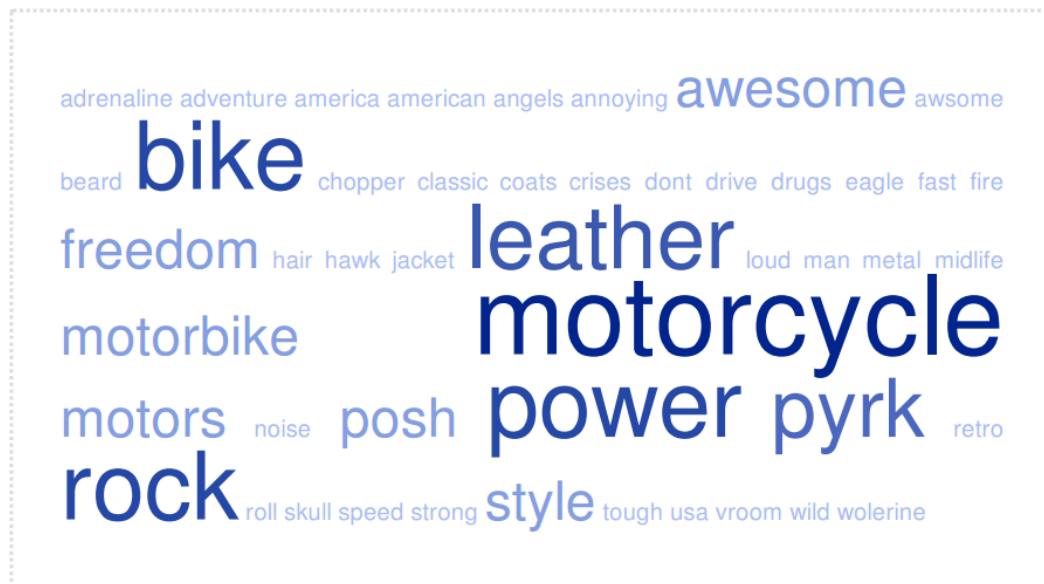 adrenaline adventure america american angels annoying awesome awsome
beard bike chopper classic coats crises dont drive drugs eagle fast fire
freedom hair hawk jacket leather loud man metal midlife
motorbike motorcycle
motors noise posh power pyrk retro
rock roll skull speed strong style tough usa vroom wild wolerine